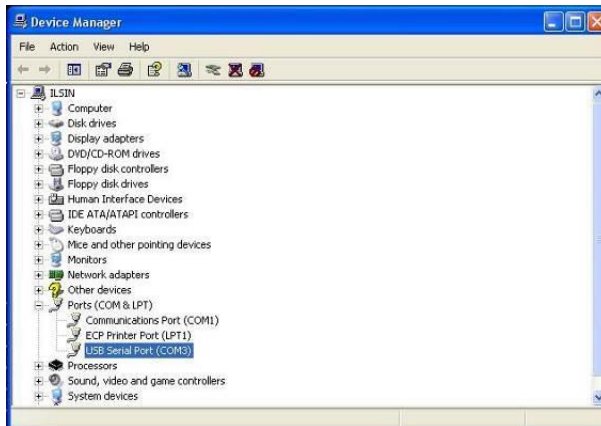 Device Manager
File Action View Help
ILSIN
Computer
Disk drives
Display adapters
DVD/CD-ROM drives
Floppy disk controllers
Floppy disk drives
Human Interface Devices
IDE ATA/ATAPI controllers
Keyboards
Mice and other pointing devices
Monitors
Network adapters
Other devices
Ports (COM & LPT)
Communications Port (COM1)
ECP Printer Port (LPT1)
USB Serial Port (COM3)
Processors
Sound, video and game controllers
System devices